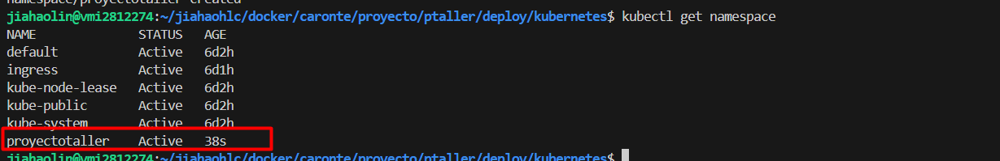 namespace/proyectotaller created
jiahaolin@vmi2812274:~/jiahaohlc/docker/caronte/proyecto/ptaller/deploy/kubernetes$ kubectl get namespace
NAME STATUS AGE
default Active 6d2h
ingress Active 6d1h
kube-node-lease Active 6d2h
kube-public Active 6d2h
kube-system Active 6d2h
proyectotaller Active 38s
jiahaolin@vmi2812274:~/jiahaohlc/docker/caronte/proyecto/ptaller/deploy/kubernetes$